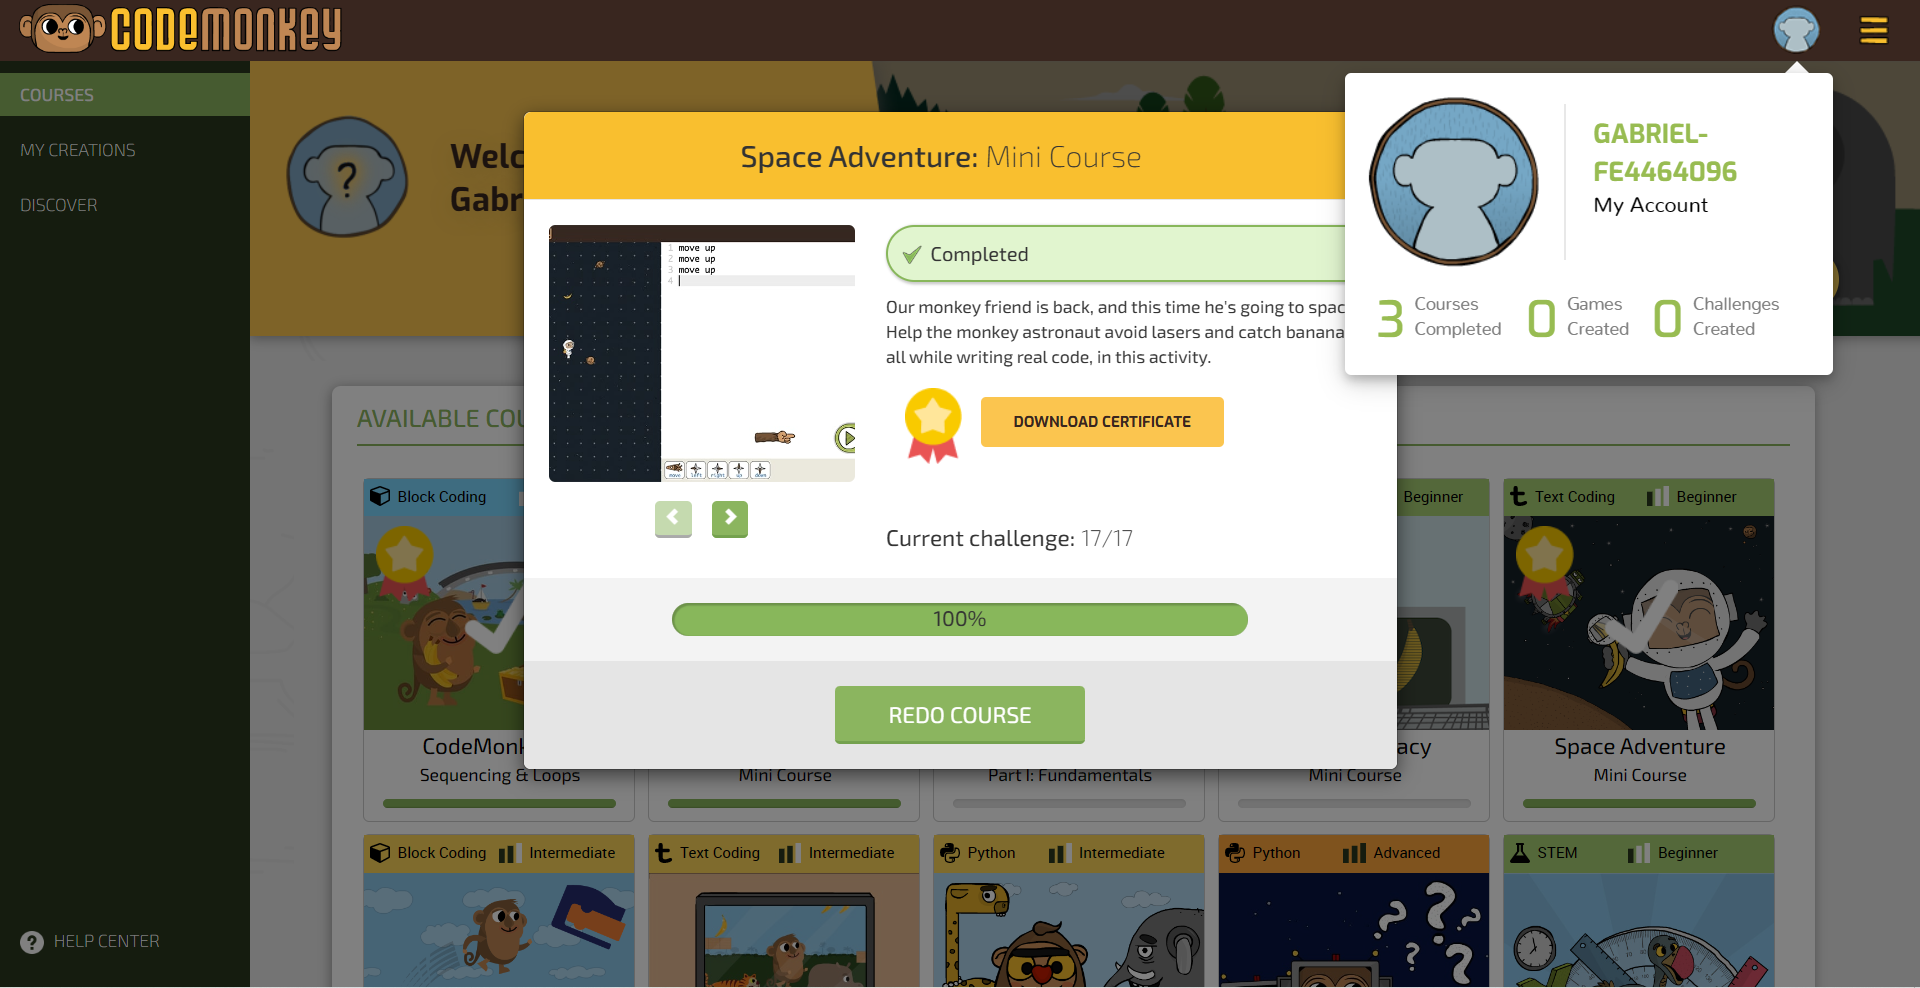 CODEMONKEY
COURSES
MY CREATIONS
DISCOVER
HELP CENTER
Welc
Gabr
?
GABRIEL-
FE4464096
My Account
3 Courses Completed
0 Games Created
0 Challenges Created
Space Adventure: Mini Course
1 move up
2 move up
3 move up
4
move left right up down
Completed
Our monkey friend is back, and this time he's going to spac
Help the monkey astronaut avoid lasers and catch banana
all while writing real code, in this activity.
DOWNLOAD CERTIFICATE
Current challenge: 17/17
100%
REDO COURSE
AVAILABLE COU
Block Coding
Beginner
Text Coding Beginner
CodeMonk
Sequencing & Loops
Mini Course
Part I: Fundamentals
acy
Mini Course
Space Adventure
Mini Course
Block Coding Intermediate
Text Coding Intermediate
Python Intermediate
Python Advanced
STEM Beginner
? ? ? ? ?